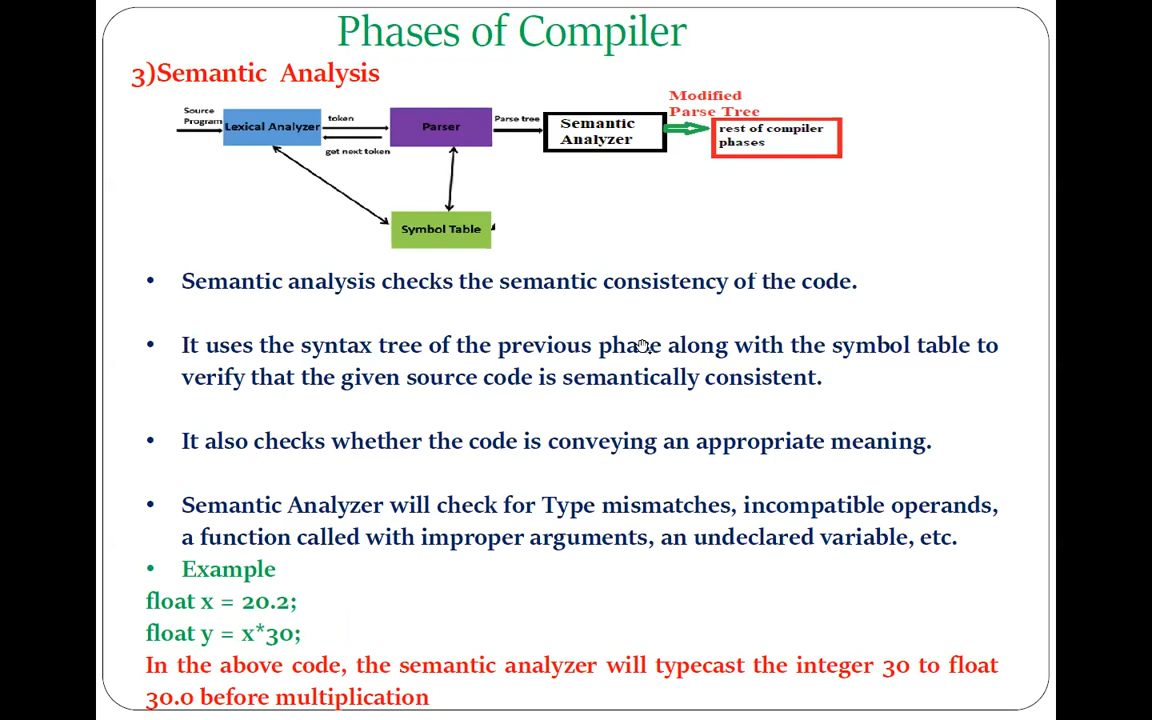 Phases of Compiler
3)Semantic Analysis
Source
Program
Lexical Analyzer
token
get next token
Parser
Parse tree
Semantic
Analyzer
Modified
Parse Tree
rest of compiler
phases
Symbol Table
• Semantic analysis checks the semantic consistency of the code.
• It uses the syntax tree of the previous phase along with the symbol table to
verify that the given source code is semantically consistent.
• It also checks whether the code is conveying an appropriate meaning.
• Semantic Analyzer will check for Type mismatches, incompatible operands,
a function called with improper arguments, an undeclared variable, etc.
• Example
float x = 20.2;
float y = x*30;
In the above code, the semantic analyzer will typecast the integer 30 to float
30.0 before multiplication